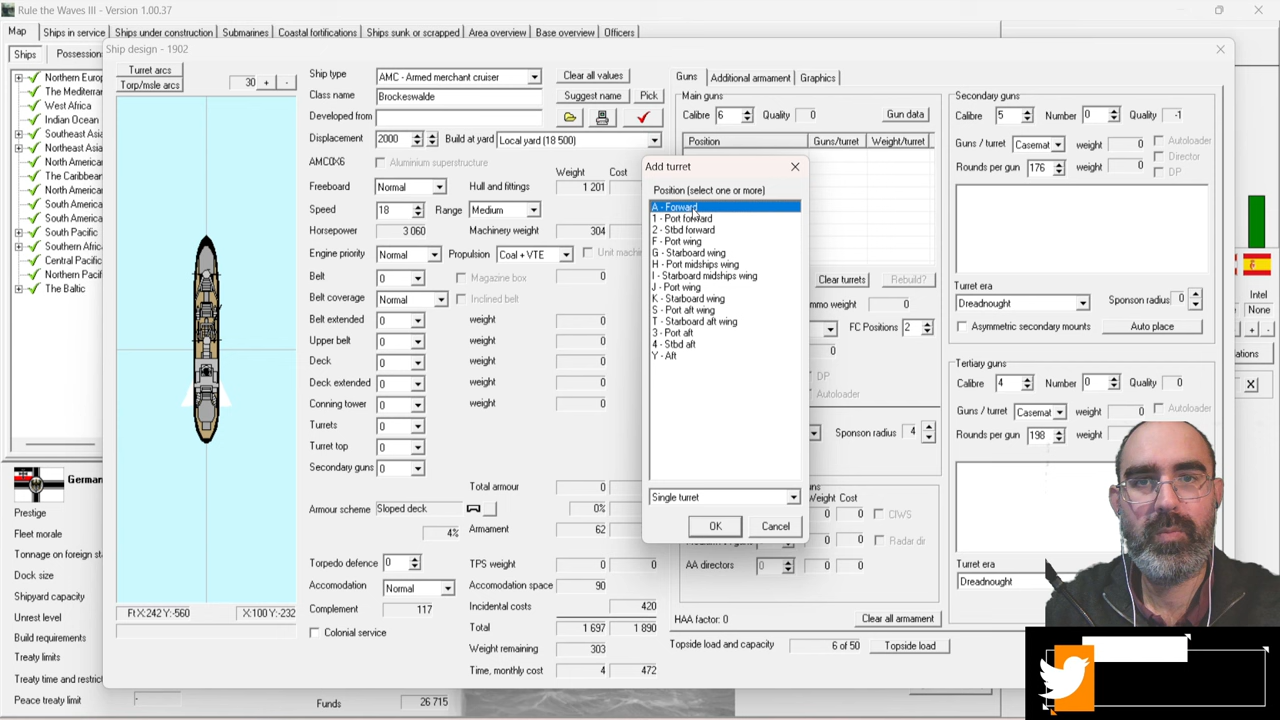 Rule the Waves III - Version 1.00.37
Map
Ships in service
Ships under construction
Submarines
Coastal fortifications
Ships sunk or scrapped
Area overview
Base overview
Officers
Ships
Northern
The
West Africa
Indian Ocean
Southeast
Northeast
North
The
North
South
South
South Pacific
Southern
Central
Northern
The Baltic
German
Prestige
Fleet morale
Tonnage on foreign
Dock size
Shipyard capacity
Unrest level
Build requirements
Treaty limits
Treaty time and
Peace treaty limit
-
Funds
26 715
Ship design - 1902
Turret arcs
30 + -
Torp/msle arcs
Ft X:242 Y:-560
X:100 Y:-232
Ship type
AMC - Armed merchant cruiser
Clear all values
Class name
Brockeswalde
Suggest name
Pick
Developed from
Displacement
2000
Build at yard
Local yard (18 500)
Aluminium superstructure
Weight
Cost
Freeboard
Normal
Hull and fittings
1 201
Speed
18
Range
Medium
Machinery weight
304
Horsepower
3 060
Engine priority
Normal
Propulsion
Coal + VTE
Belt
0
Magazine box
0
Belt coverage
Normal
Inclined belt
Belt extended
0
weight
0
Upper belt
0
weight
0
Deck
0
weight
0
Deck extended
0
weight
0
Conning tower
0
weight
0
Turrets
0
Turret top
0
Secondary guns
0
Total armour
0
Armour scheme
Sloped deck
0%
4%
Armament
62
Torpedo defence
0
TPS weight
0
0
Accomodation
Normal
Accomodation space
90
Complement
117
Incidental costs
420
Colonial service
Total
1 697
1 890
Weight remaining
303
Time, monthly cost
4
472
Add turret
Position (select one or more)
A - Forward
1 - Port forward
2 - Stbd forward
F - Port wing
G - Starboard wing
H - Port midships wing
I - Starboard midships wing
J - Port wing
K - Starboard wing
S - Port aft wing
T - Starboard aft wing
3 - Port aft
4 - Stbd aft
Y - Aft
Single turret
OK
Cancel
Guns
Additional armament
Graphics
Main guns
Calibre
6
Quality
0
Gun data
Position
Guns/turret
Weight/turret
Clear turrets
Rebuild?
weight
0
FC Positions
2
0
DP
Autoloader
Sponson radius
4
Weight
Cost
0
0
CIWS
0
0
Radar dir
AA directors
0
0
0
HAA factor: 0
Clear all armament
Topside load and capacity
6 of 50
Topside load
Secondary guns
Calibre
5
Number
0
Quality
-1
Guns / turret
Casemat
weight
0
Autoloader
Director
Rounds per gun
176
weight
0
DP
Turret era
Dreadnought
Sponson radius
0
Asymmetric secondary mounts
Auto place
Tertiary guns
Calibre
4
Number
0
Quality
0
Guns / turret
Casemat
weight
0
Autoloader
Rounds per gun
198
weight
Turret era
Dreadnought
Intel
None
+ -
X